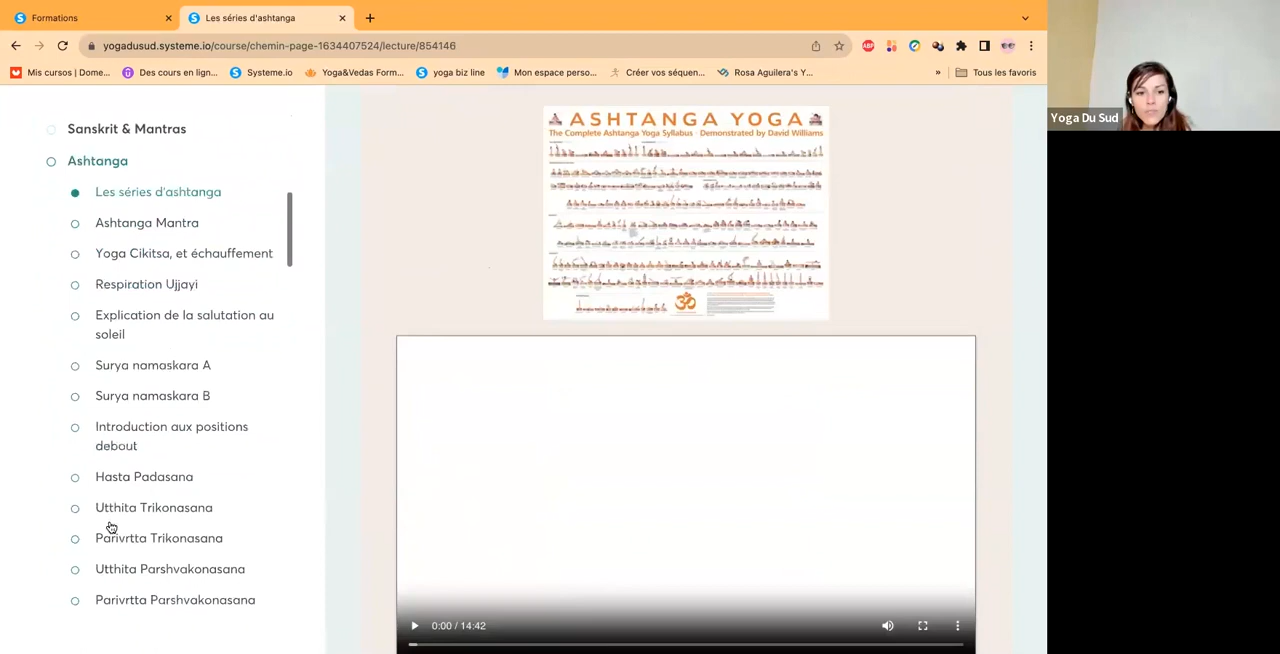 Formations
Les séries d'ashtanga
yogadusud.systeme.io/course/chemin-page-1634407524/lecture/854146
ABP
Mis cursos | Dome...
Des cours en lign...
Systeme.io
Yoga&Vedas Form...
yoga biz line
Mon espace perso...
Créer vos séquen...
Rosa Aguilera's Y...
»
Tous les favoris
Yoga Du Sud
Sanskrit & Mantras
Ashtanga
Les séries d'ashtanga
Ashtanga Mantra
Yoga Cikitsa, et échauffement
Respiration Ujjayi
Explication de la salutation au
soleil
Surya namaskara A
Surya namaskara B
Introduction aux positions
debout
Hasta Padasana
Utthita Trikonasana
Parivrtta Trikonasana
Utthita Parshvakonasana
Parivrtta Parshvakonasana
ASHTANGA YOGA
The Complete Ashtanga Yoga Syllabus · Demonstrated by David Williams
ॐ
0:00 / 14:42